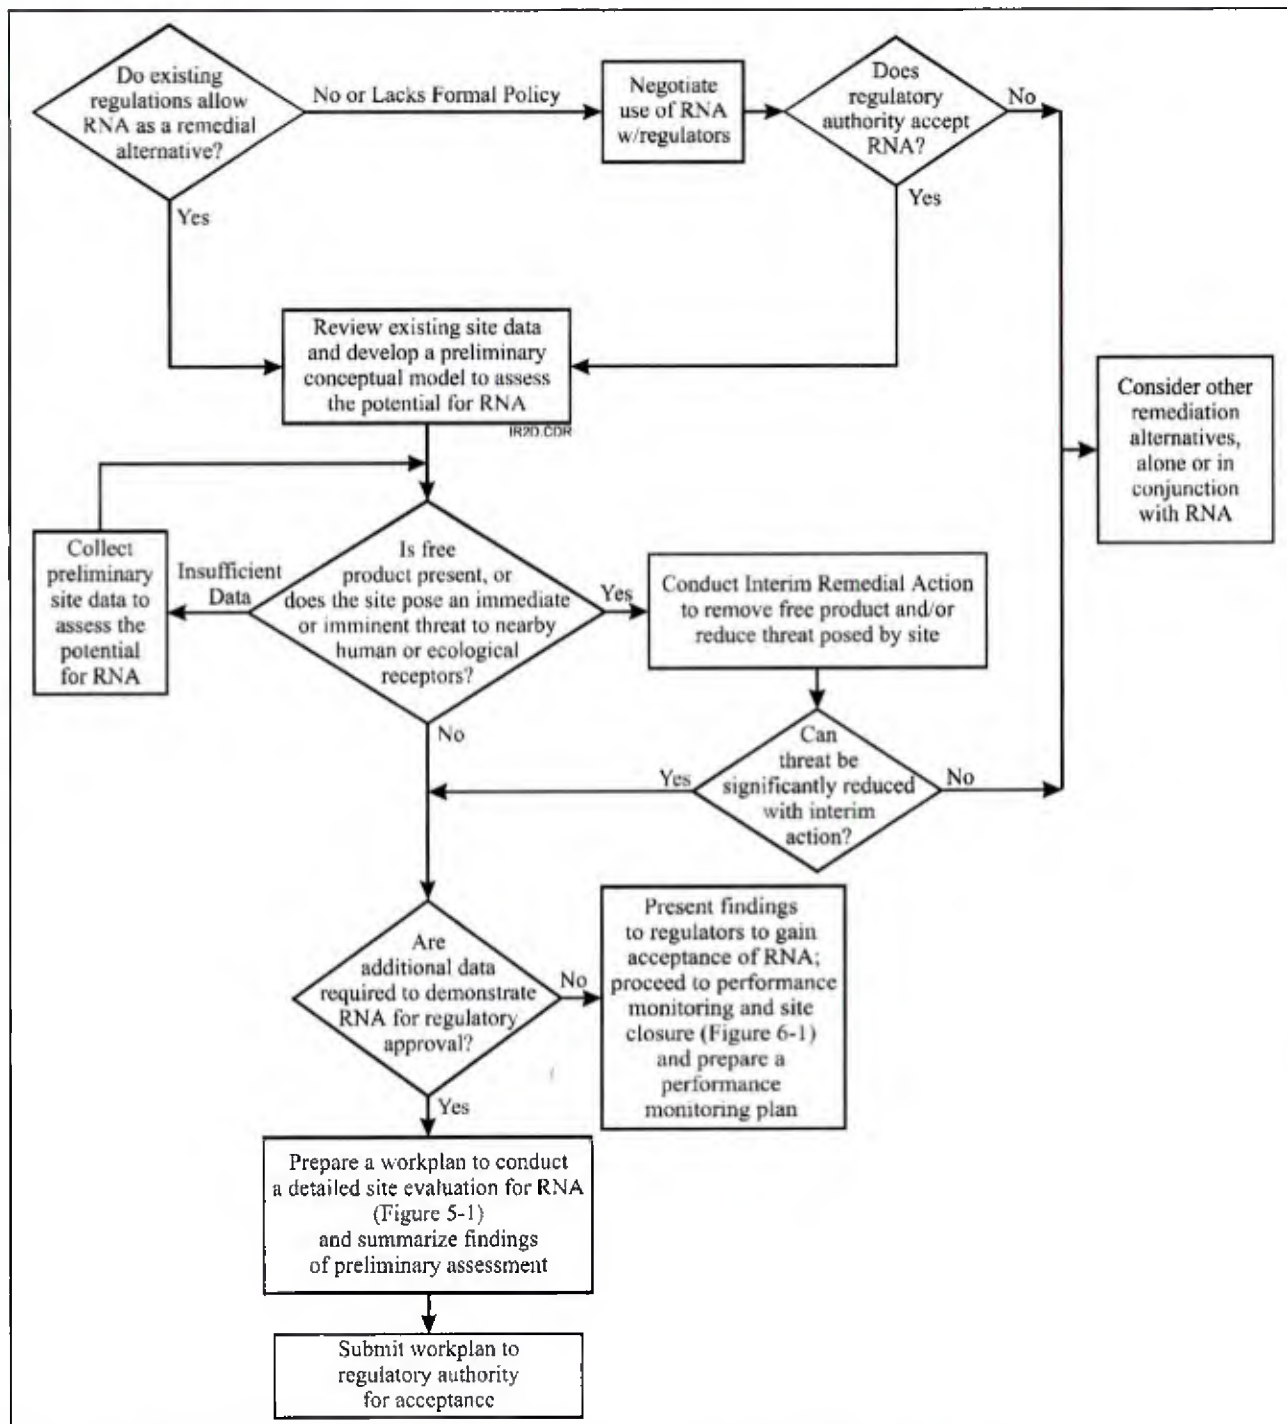 Do existing
regulations allow
RNA as a remedial
alternative?
No or Lacks Formal Policy
Negotiate
use of RNA
w/regulators
Does
regulatory
authority accept
RNA?
No
Yes
Yes
Review existing site data
and develop a preliminary
conceptual model to assess
the potential for RNA
IR2D.CDR
Consider other
remediation
alternatives,
alone or in
conjunction
with RNA
Collect
preliminary
site data to
assess the
potential
for RNA
Insufficient
Data
Is free
product present, or
does the site pose an immediate
or imminent threat to nearby
human or ecological
receptors?
Yes
Conduct Interim Remedial Action
to remove free product and/or
reduce threat posed by site
No
Can
threat be
significantly reduced
with interim
action?
Yes
No
Are
additional data
required to demonstrate
RNA for regulatory
approval?
No
Present findings
to regulators to gain
acceptance of RNA;
proceed to performance
monitoring and site
closure (Figure 6-1)
and prepare a
performance
monitoring plan
Yes
Prepare a workplan to conduct
a detailed site evaluation for RNA
(Figure 5-1)
and summarize findings
of preliminary assessment
Submit workplan to
regulatory authority
for acceptance